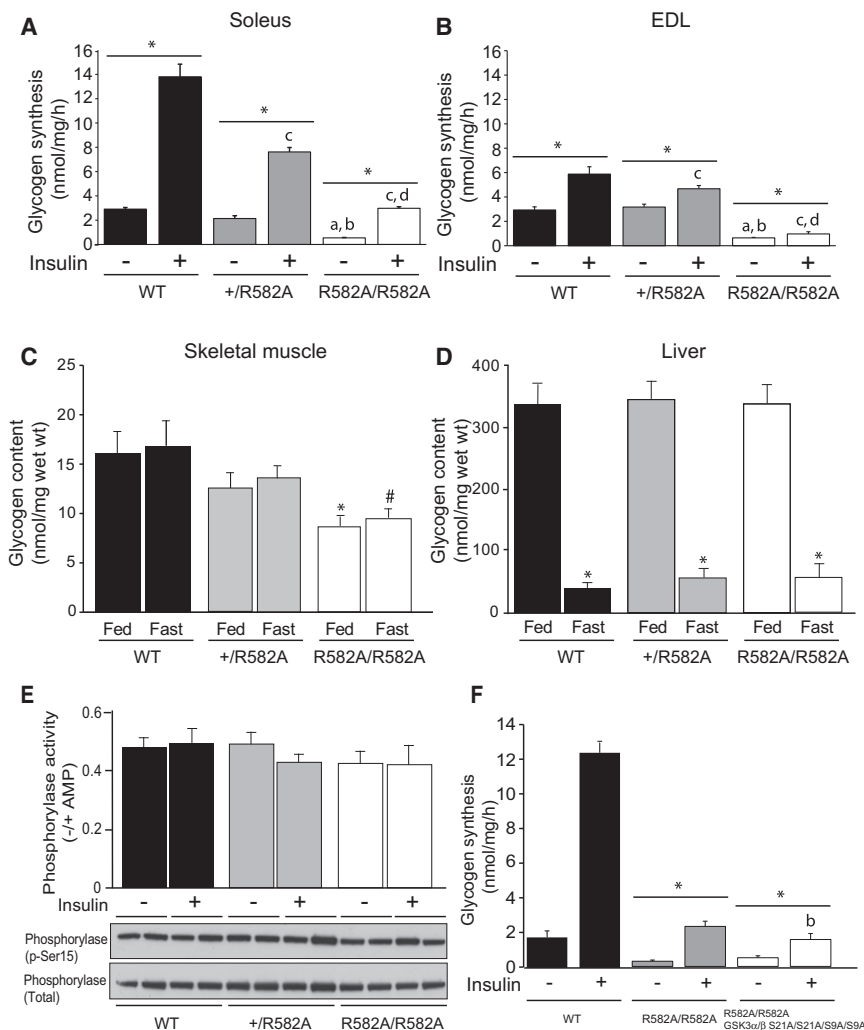 A
Soleus
Glycogen synthesis
(nmol/mg/h)
16
14
12
10
8
6
4
2
0
*
*
c
*
a,b
c,d
Insulin - + - + - +
WT +/R582A R582A/R582A
B
EDL
Glycogen synthesis
(nmol/mg/h)
16
14
12
10
8
6
4
2
0
*
*
c
*
a,b
c,d
Insulin - + - + - +
WT +/R582A R582A/R582A
C
Skeletal muscle
Glycogen content
(nmol/mg wet wt)
25
20
15
10
5
0
*
#
Fed Fast Fed Fast Fed Fast
WT +/R582A R582A/R582A
D
Liver
Glycogen content
(nmol/mg wet wt)
400
300
200
100
0
*
*
*
Fed Fast Fed Fast Fed Fast
WT +/R582A R582A/R582A
E
Phosphorylase activity
(-/+ AMP)
0.6
0.4
0.2
0
Insulin - + - + - +
Phosphorylase
(p-Ser15)
Phosphorylase
(Total)
WT +/R582A R582A/R582A
F
Glycogen synthesis
(nmol/mg/h)
14
12
10
8
6
4
2
0
*
*
b
Insulin - + - + - +
WT R582A/R582A R582A/R582A
GSK3α/β S21A/S21A/S9A/S9A